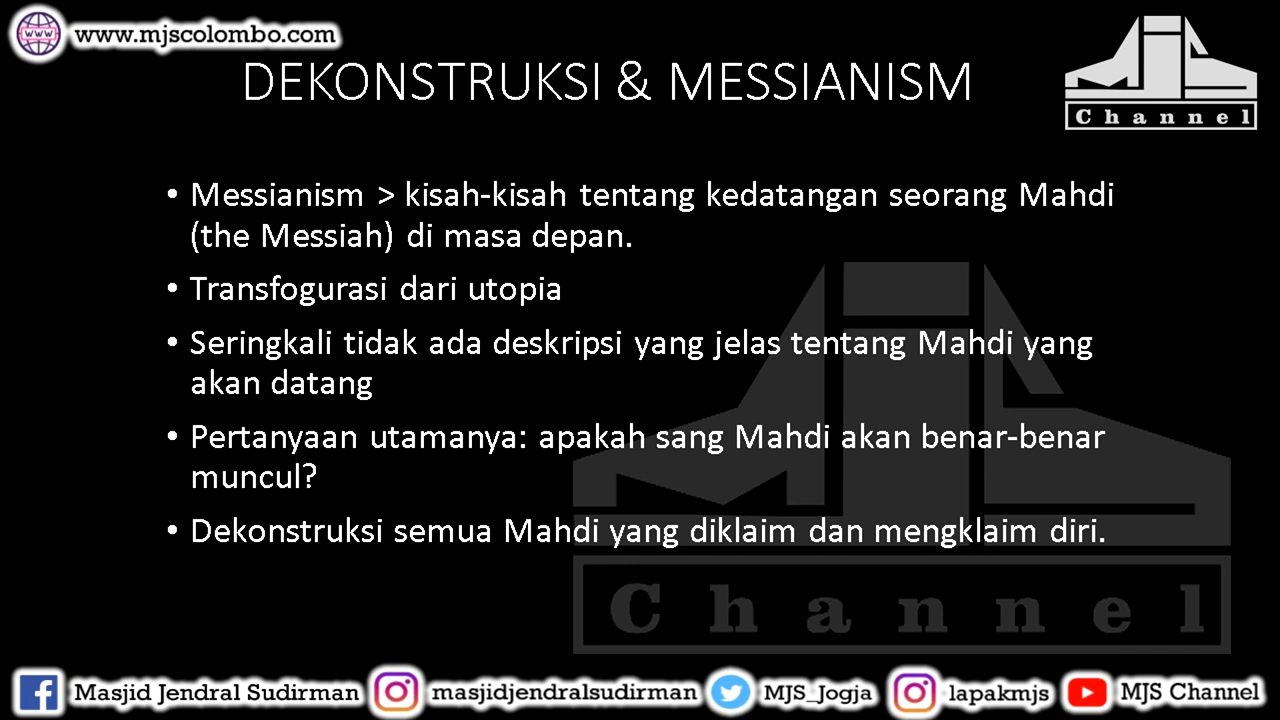 www.mjscolombo.com
DEKONSTRUKSI & MESSIANISM
MJS
Channel
• Messianism > kisah-kisah tentang kedatangan seorang Mahdi
(the Messiah) di masa depan.
• Transfogurasi dari utopia
• Seringkali tidak ada deskripsi yang jelas tentang Mahdi yang
akan datang
• Pertanyaan utamanya: apakah sang Mahdi akan benar-benar
muncul?
• Dekonstruksi semua Mahdi yang diklaim dan mengklaim diri.
MJS
Channel
Masjid Jendral Sudirman masjidjendralsudirman MJS_Jogja lapakmjs MJS Channel